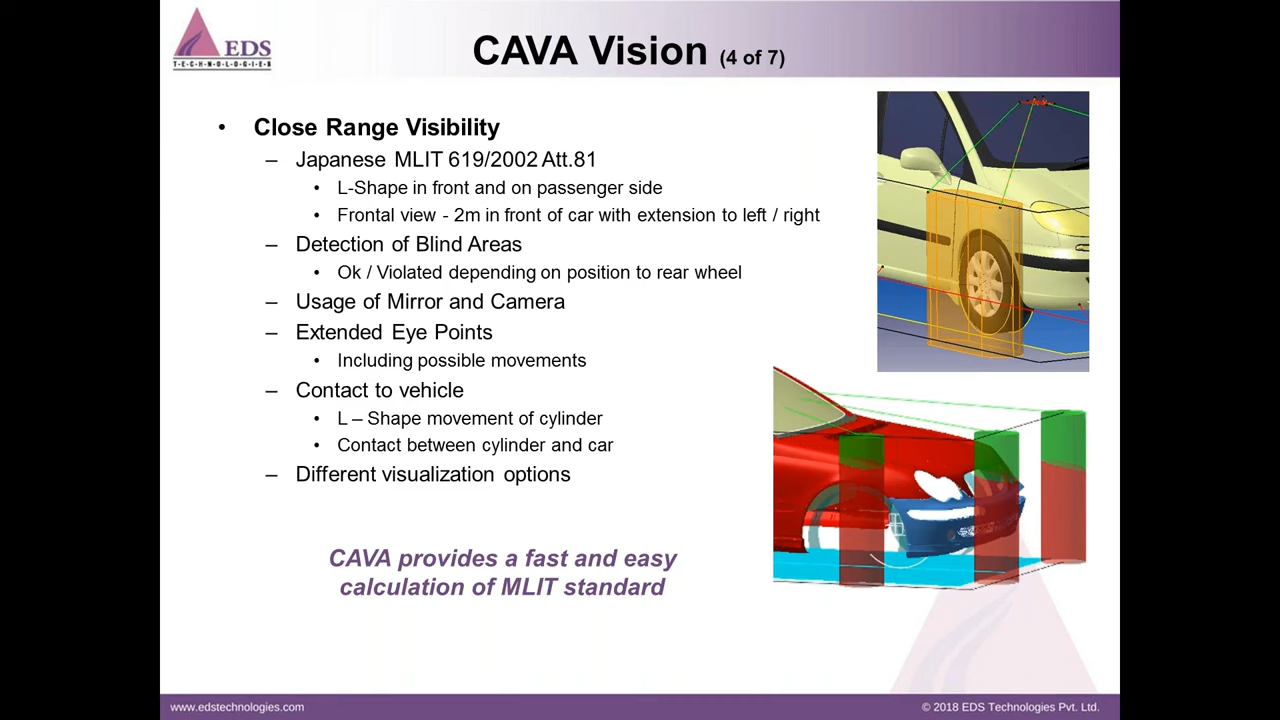 EDS
T·E·C·H·N·O·L·O·G·I·E·S
CAVA Vision (4 of 7)
• Close Range Visibility
– Japanese MLIT 619/2002 Att.81
• L-Shape in front and on passenger side
• Frontal view - 2m in front of car with extension to left / right
– Detection of Blind Areas
• Ok / Violated depending on position to rear wheel
– Usage of Mirror and Camera
– Extended Eye Points
• Including possible movements
– Contact to vehicle
• L – Shape movement of cylinder
• Contact between cylinder and car
– Different visualization options
CAVA provides a fast and easy
calculation of MLIT standard
www.edstechnologies.com
© 2018 EDS Technologies Pvt. Ltd.